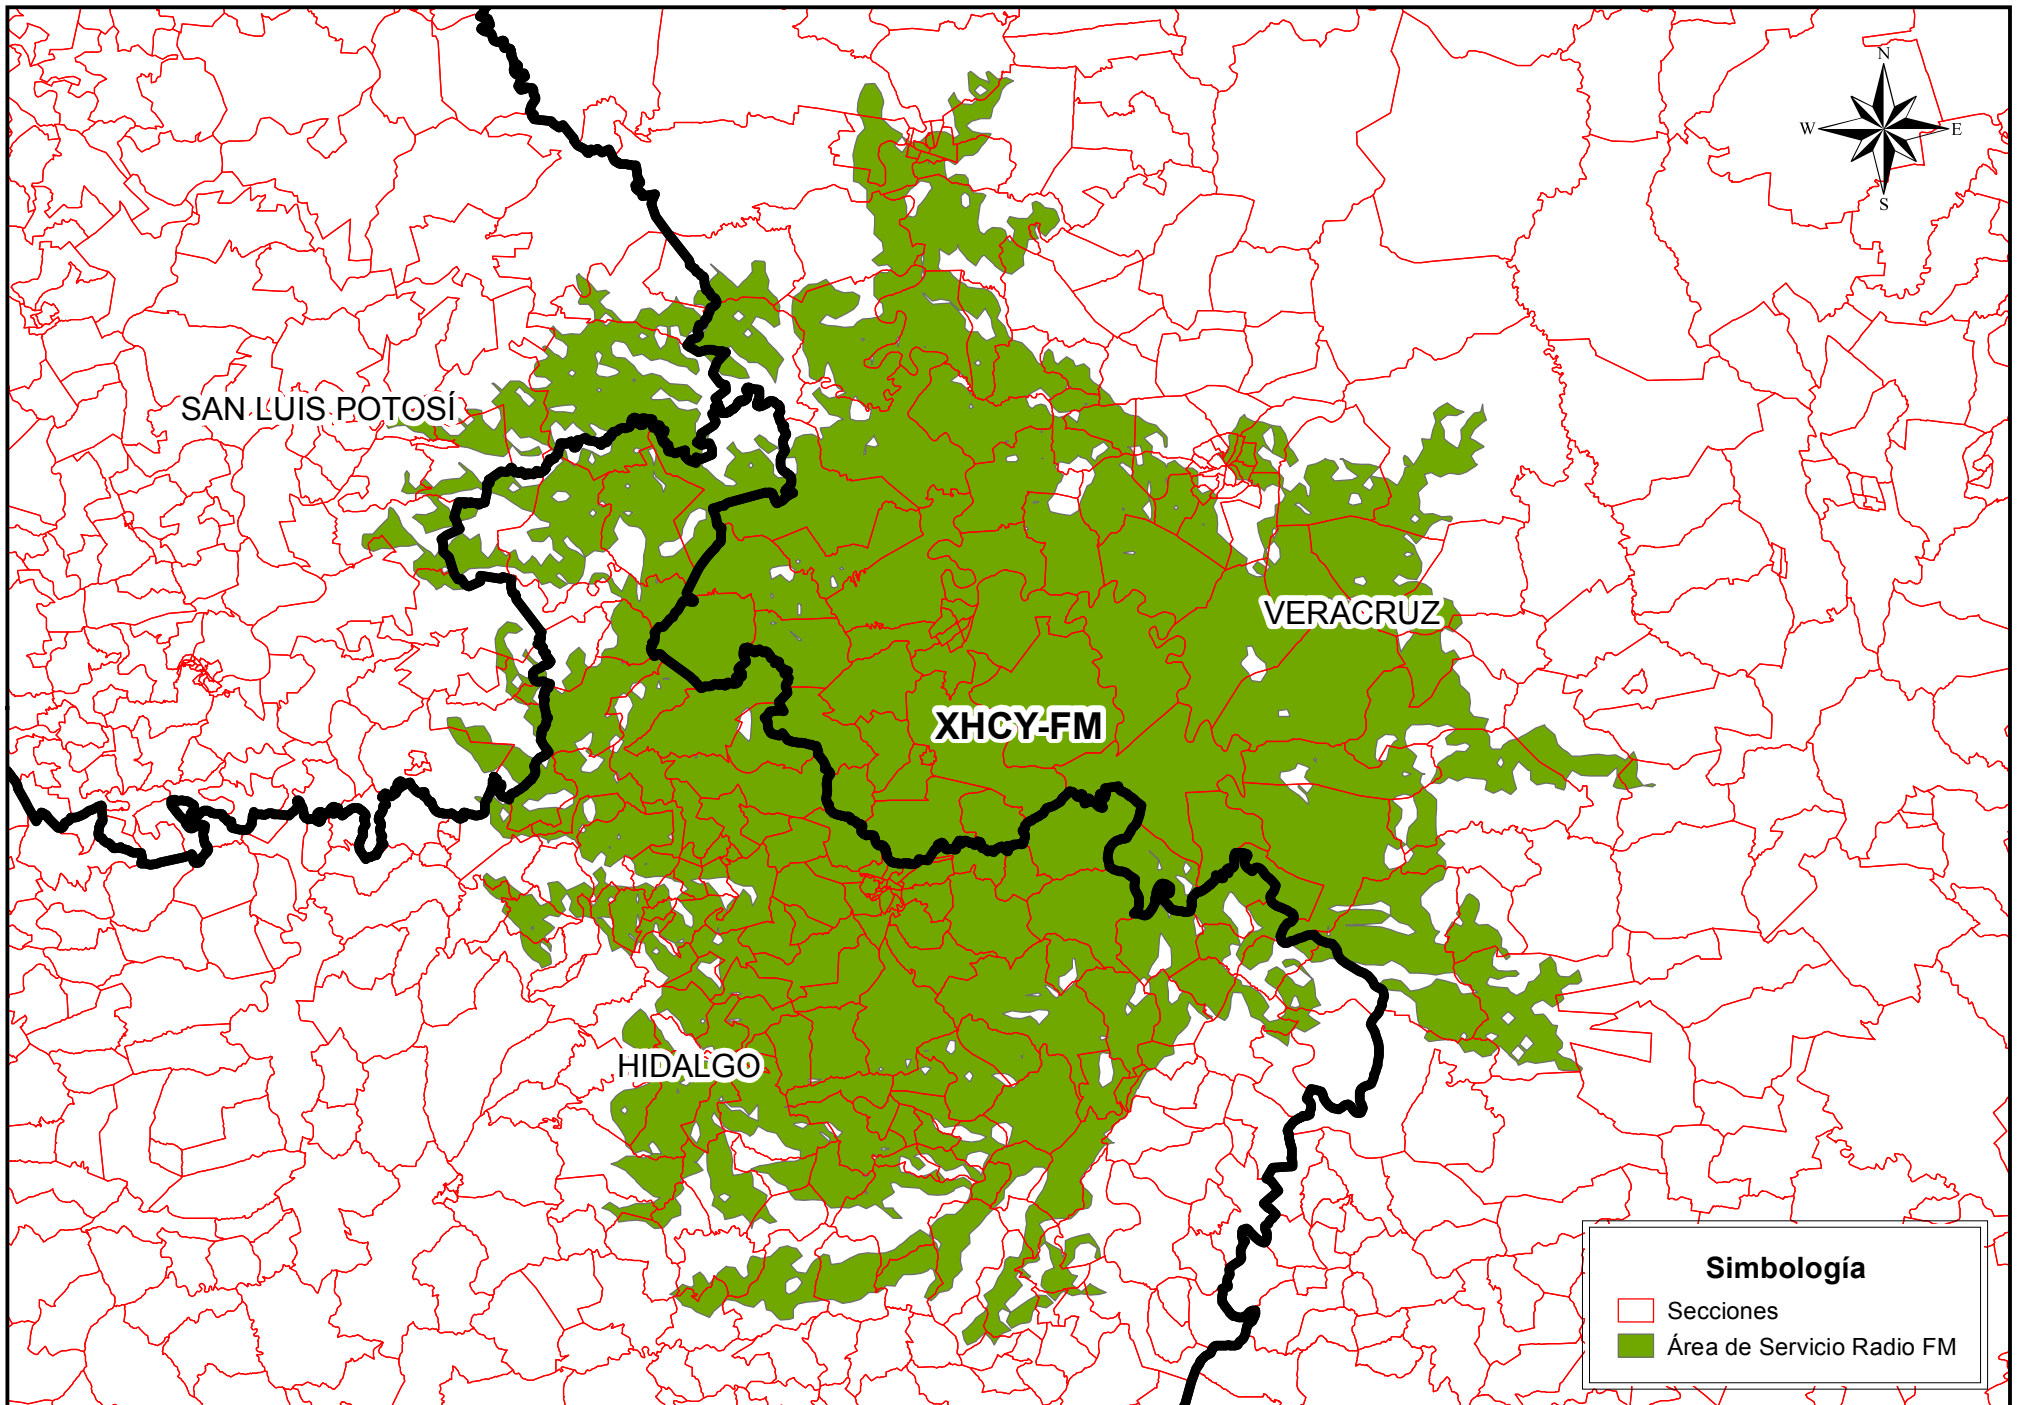 N
W E
S
SAN LUIS POTOSÍ
VERACRUZ
XHCY-FM
HIDALGO
Simbología
Secciones
Área de Servicio Radio FM